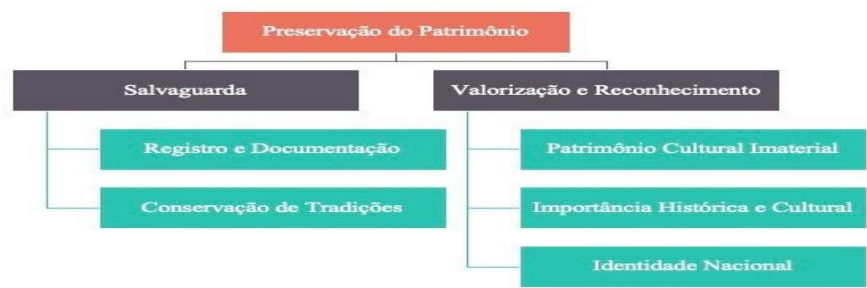 Preservação do Patrimônio
Salvaguarda
Registro e Documentação
Conservação de Tradições
Valorização e Reconhecimento
Patrimônio Cultural Imaterial
Importância Histórica e Cultural
Identidade Nacional